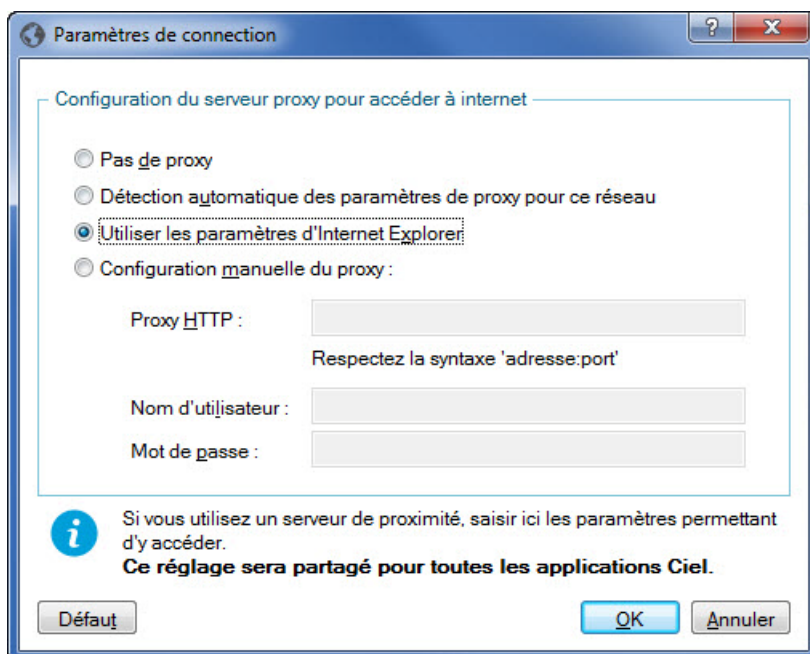 Paramètres de connection
?
X
Configuration du serveur proxy pour accéder à internet
Pas de proxy
Détection automatique des paramètres de proxy pour ce réseau
Utiliser les paramètres d'Internet Explorer
Configuration manuelle du proxy :
Proxy HTTP :
Respectez la syntaxe 'adresse:port'
Nom d'utilisateur :
Mot de passe :
i
Si vous utilisez un serveur de proximité, saisir ici les paramètres permettant
d'y accéder.
Ce réglage sera partagé pour toutes les applications Ciel.
Défaut OK Annuler